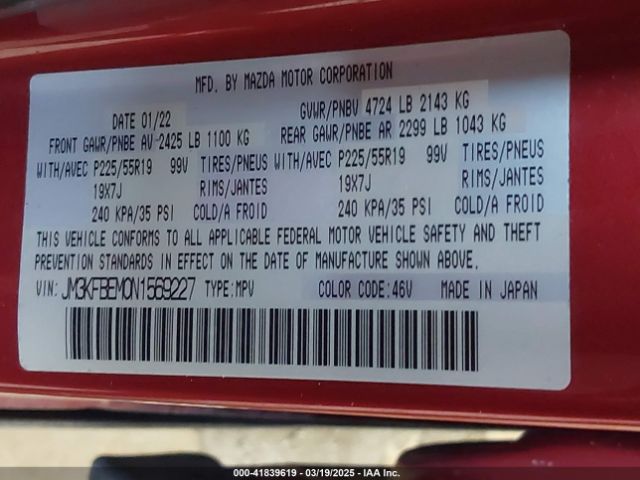 MFD. BY MAZDA MOTOR CORPORATION
DATE 01/22 GVWR/PNBV 4724 LB 2143 KG
FRONT GAWR/PNBE AV-2425 LB 1100 KG REAR GAWR/PNBE AR 2299 LB 1043 KG
WITH/AVEC P225/55R19 99V TIRES/PNEUS WITH/AVEC P225/55R19 99V TIRES/PNEUS
19X7J RIMS/JANTES 19X7J RIMS/JANTES
240 KPA/35 PSI COLD/A FROID 240 KPA/35 PSI COLD/A FROID
THIS VEHICLE CONFORMS TO ALL APPLICABLE FEDERAL MOTOR VEHICLE SAFETY AND THEFT
PREVENTION STANDARDS IN EFFECT ON THE DATE OF MANUFACTURE SHOWN ABOVE.
VIN: JM3KFBEM0N1569227 TYPE:MPV COLOR CODE:46V MADE IN JAPAN
000-41839619 - 03/19/2025 - IAA Inc.